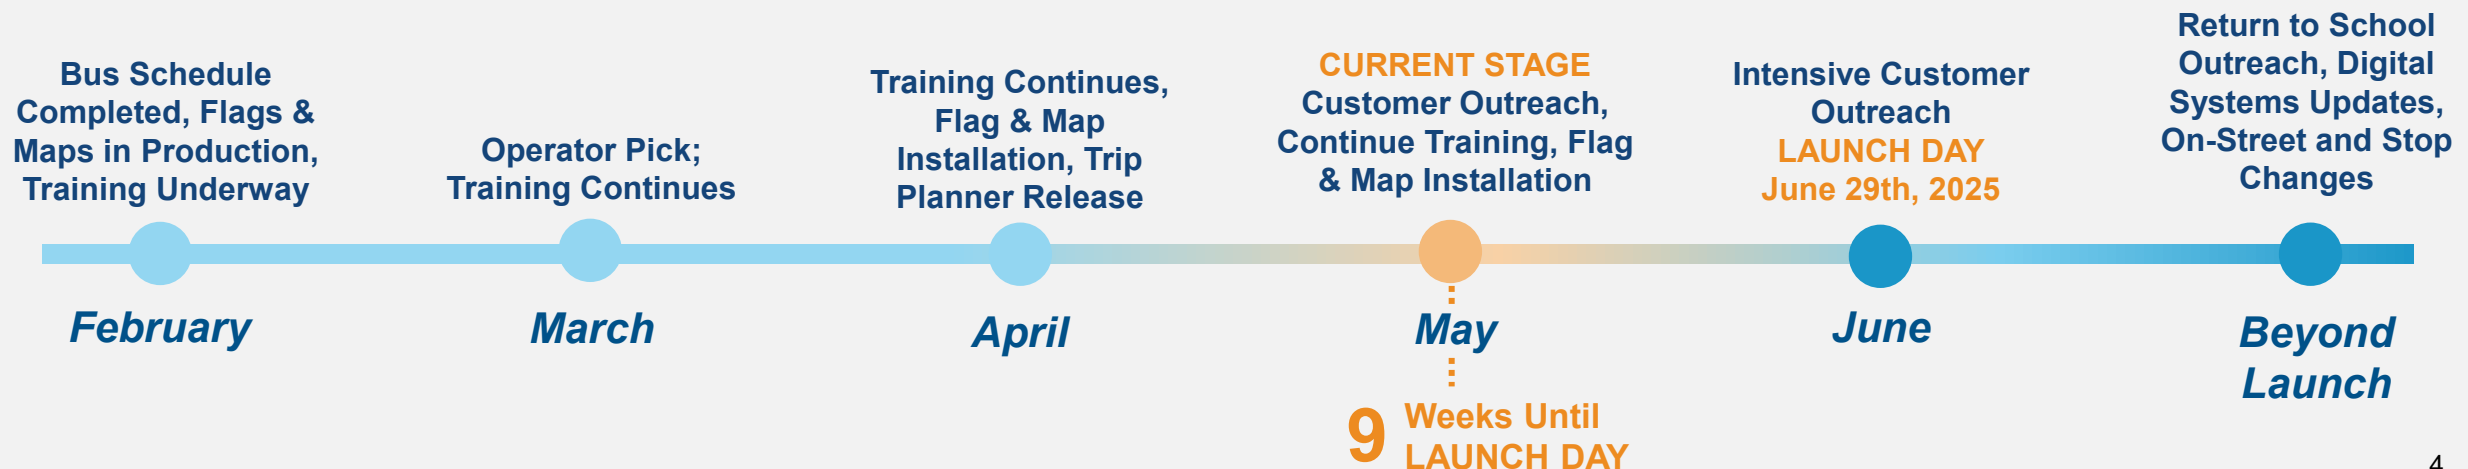 Bus Schedule
Completed, Flags &
Maps in Production,
Training Underway
February
Operator Pick;
Training Continues
March
Training Continues,
Flag & Map
Installation, Trip
Planner Release
April
CURRENT STAGE
Customer Outreach,
Continue Training, Flag
& Map Installation
May
9 Weeks Until
LAUNCH DAY
Intensive Customer
Outreach
LAUNCH DAY
June 29th, 2025
June
Return to School
Outreach, Digital
Systems Updates,
On-Street and Stop
Changes
Beyond
Launch
4